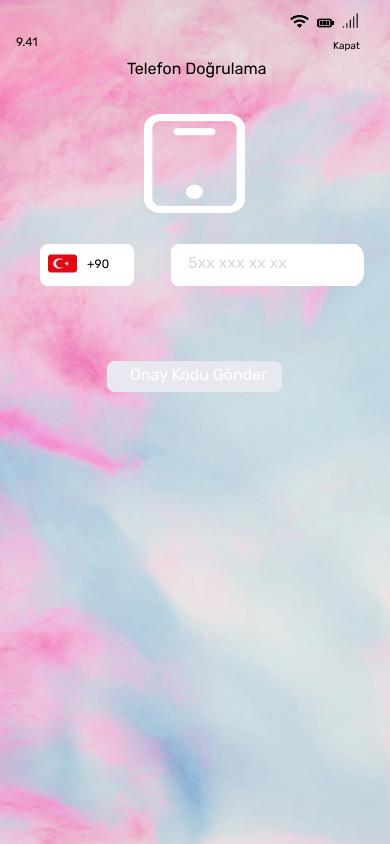 9.41
Kapat
Telefon Doğrulama
+90
5xx xxx xx xx
Onay Kodu Gönder